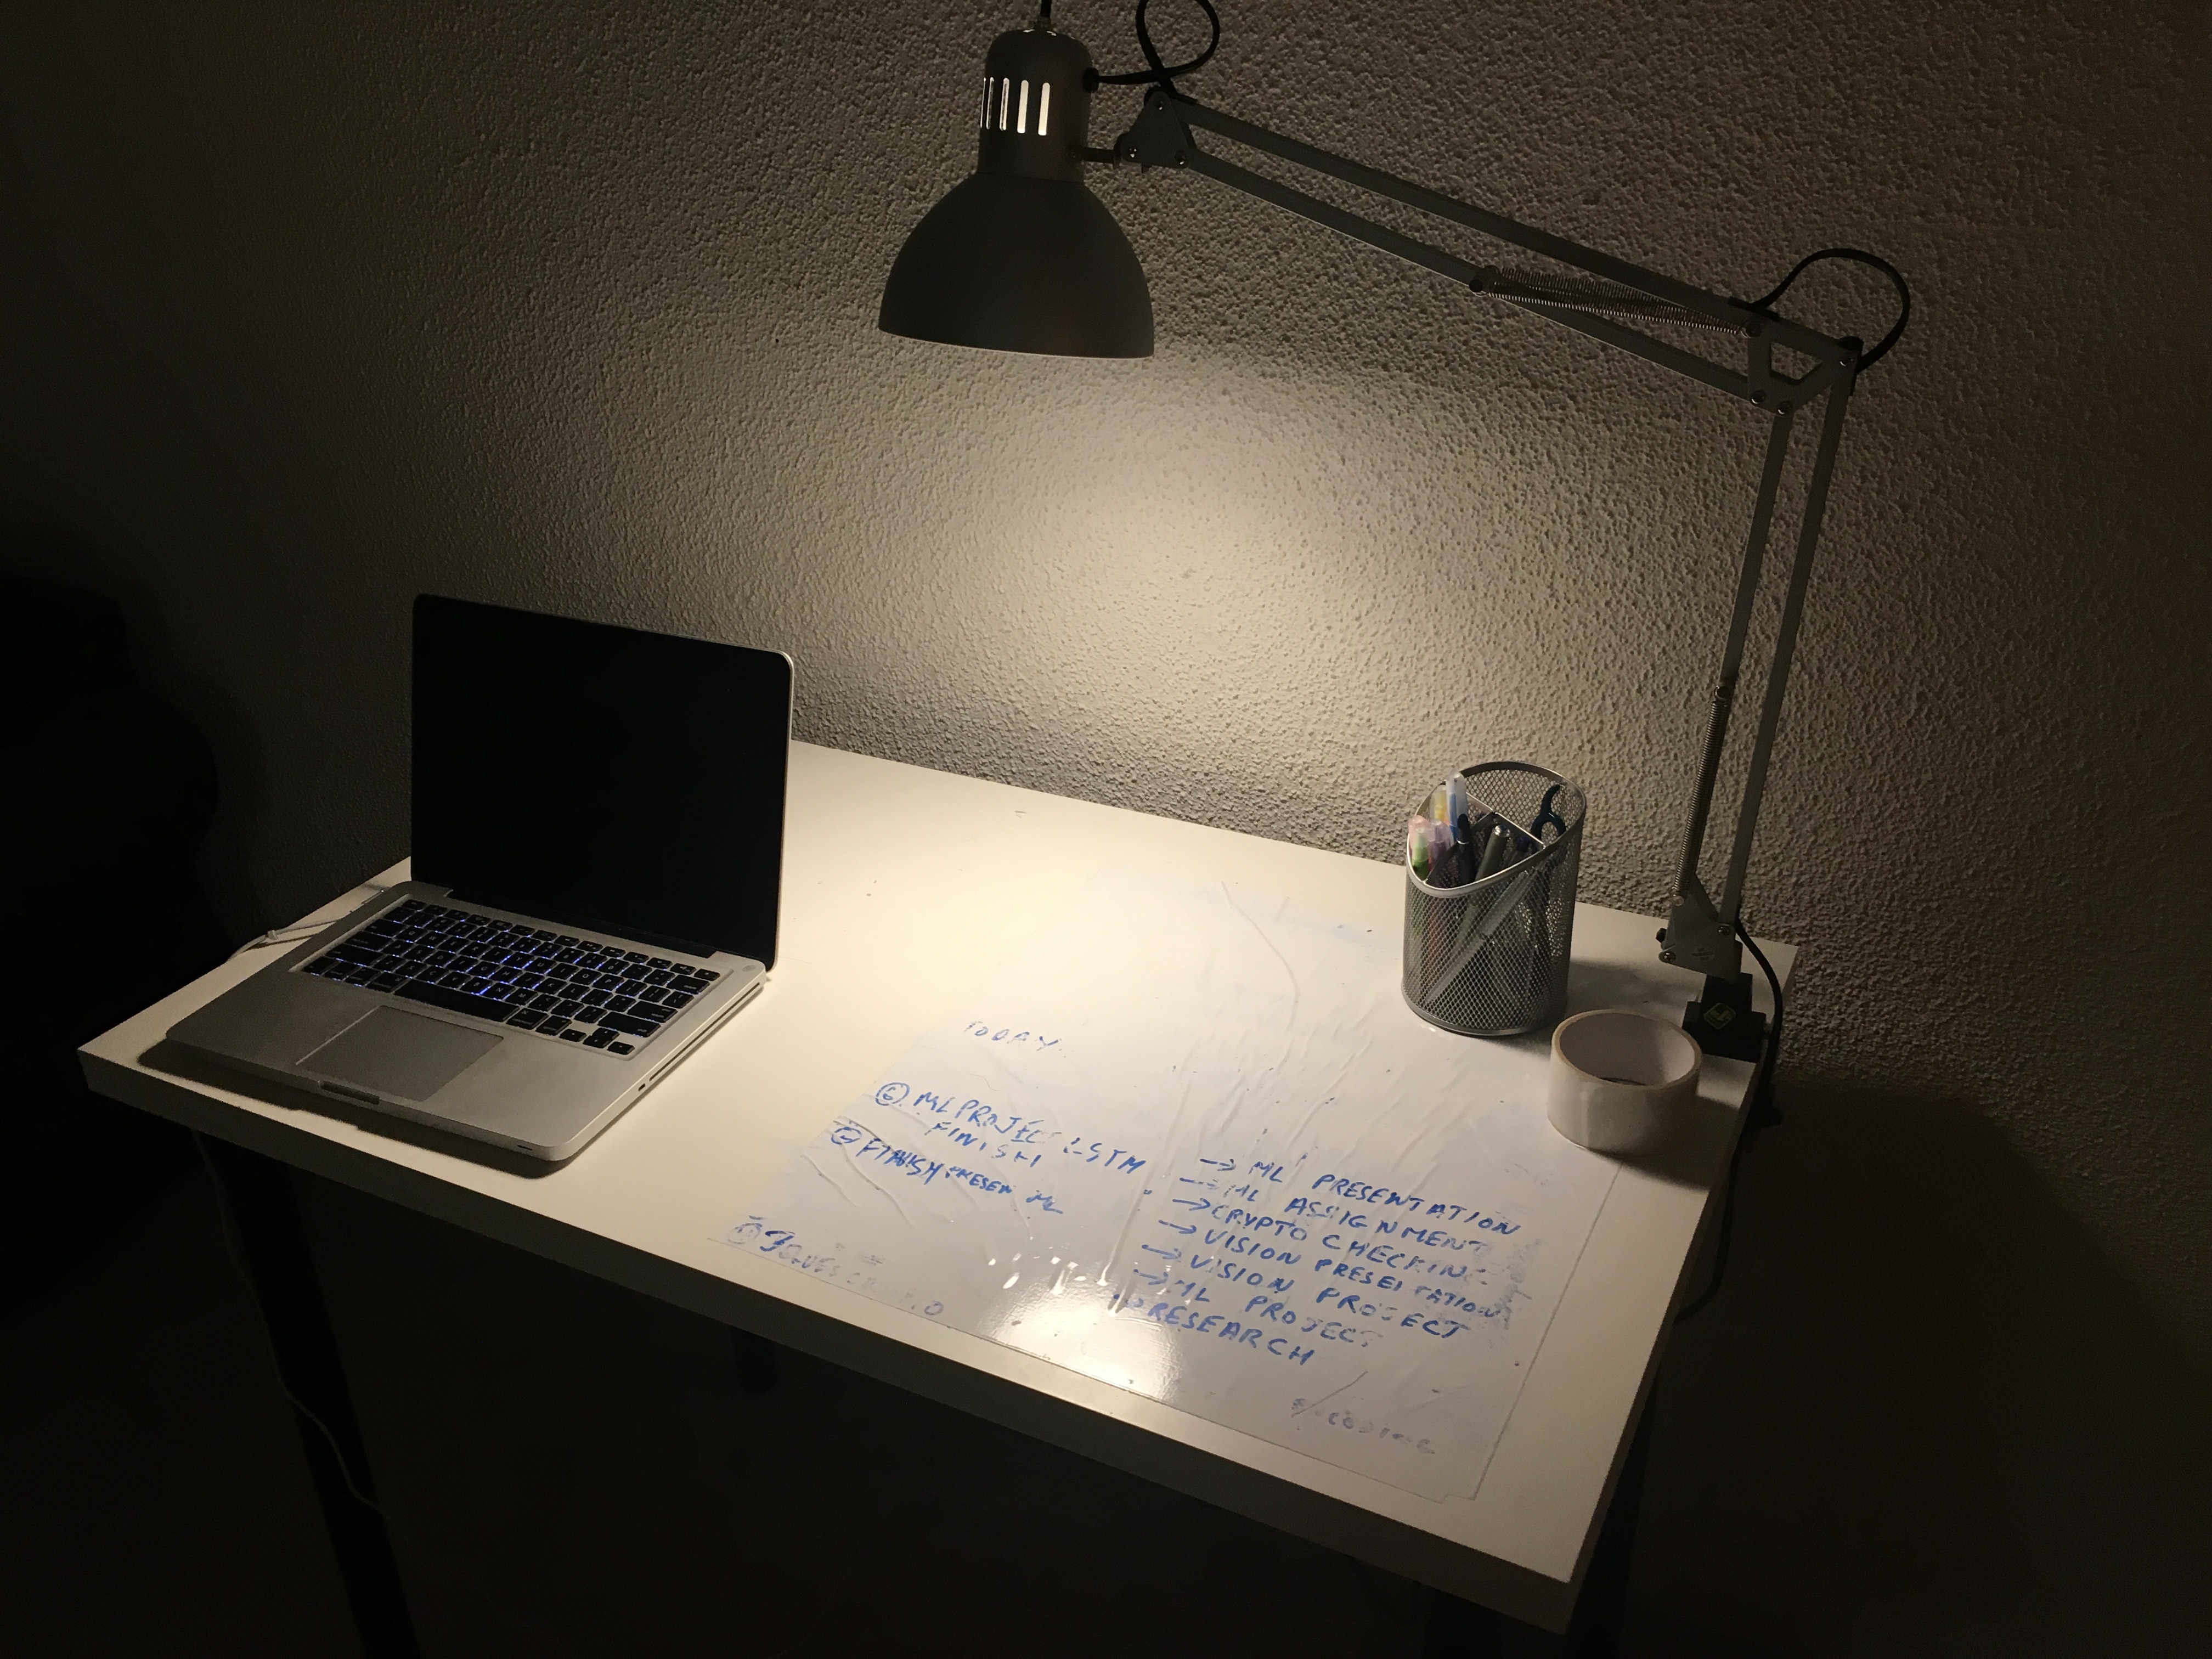 TODAY
ML PROJECT LSTM
FINISH
FINISH PRESEN ML
→ ML PRESENTATION
→ ML ASSIGNMENT
→ CRYPTO CHECKING
→ VISION PRESENTATION
→ VISION PROJECT
→ ML PROJECT
→ RESEARCH